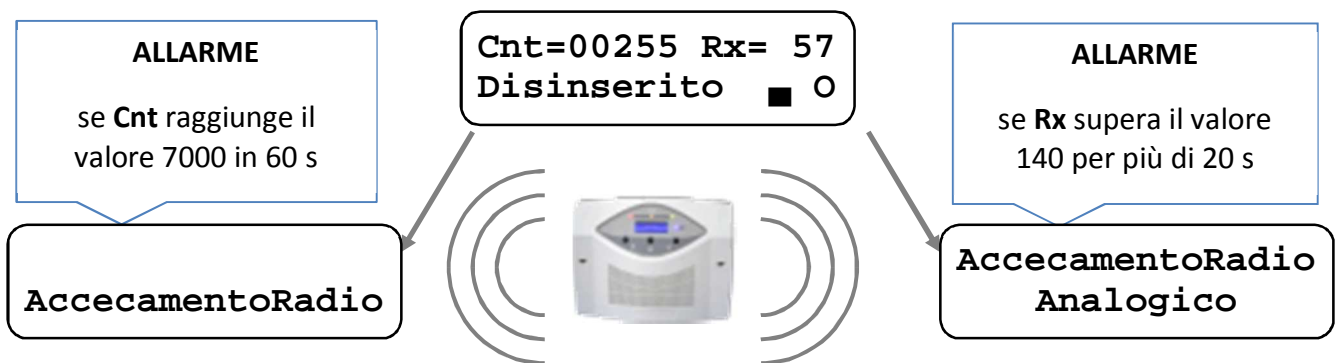 ALLARME
se Cnt raggiunge il
valore 7000 in 60 s
Cnt=00255 Rx= 57
Disinserito ▄ O
ALLARME
se Rx supera il valore
140 per più di 20 s
AccecamentoRadio
AccecamentoRadio
Analogico